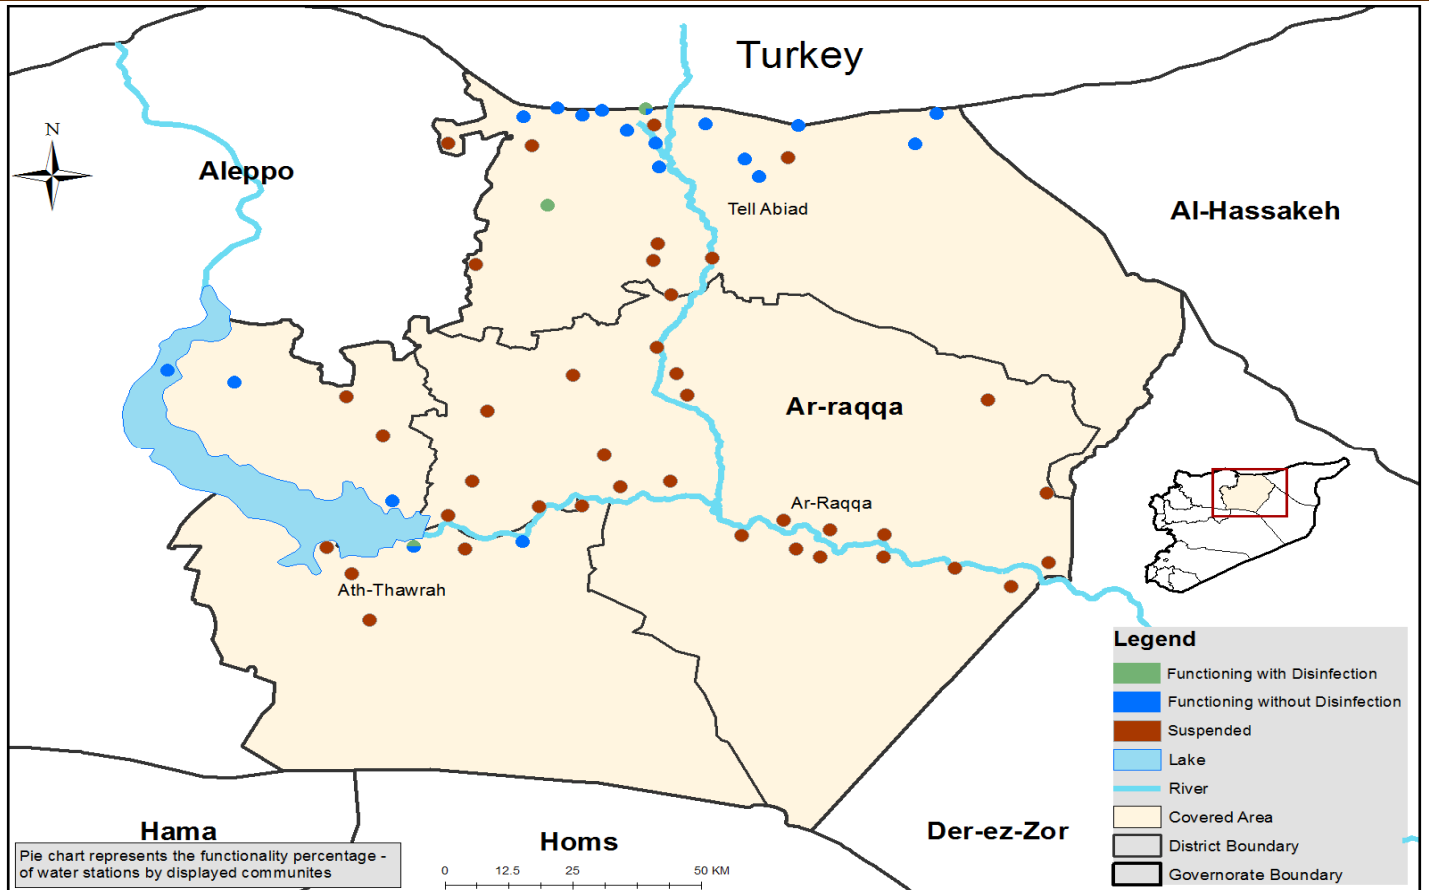 Turkey
N
Aleppo
Al-Hassakeh
Tell Abiad
Ar-raqqa
Ar-Raqqa
Ath-Thawrah
Legend
Functioning with Disinfection
Functioning without Disinfection
Suspended
Lake
River
Covered Area
District Boundary
Governorate Boundary
Hama
Homs
Der-ez-Zor
Pie chart represents the functionality percentage -
of water stations by displayed communites
0 12.5 25 50 KM